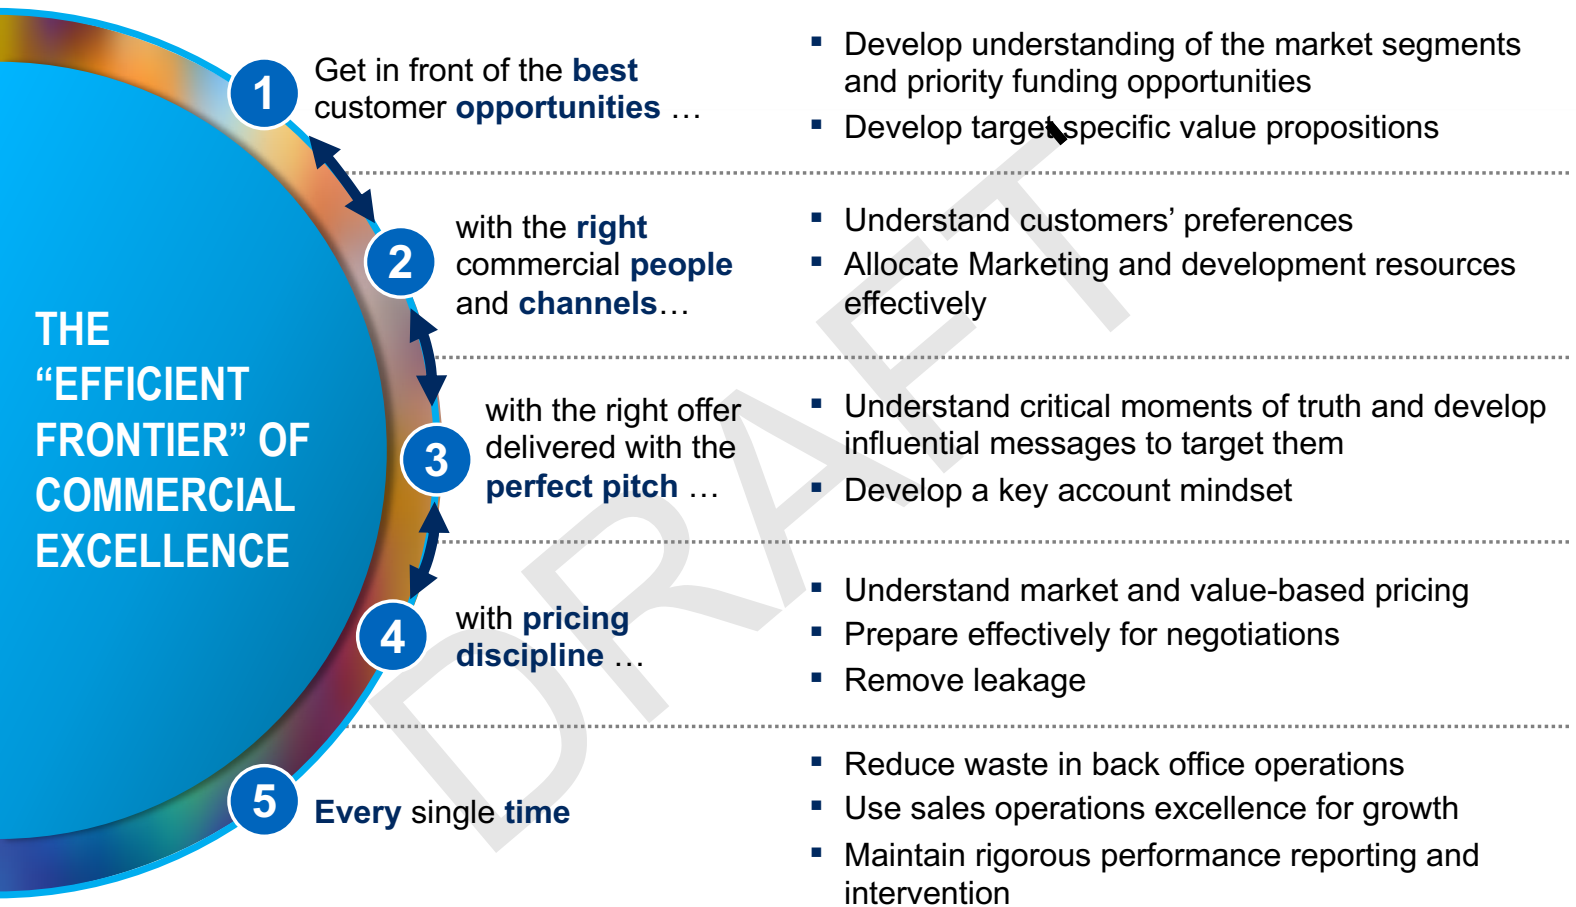 THE
“EFFICIENT
FRONTIER” OF
COMMERCIAL
EXCELLENCE
1
Get in front of the best
customer opportunities …
▪ Develop understanding of the market segments
and priority funding opportunities
▪ Develop target specific value propositions
2
with the right
commercial people
and channels…
▪ Understand customers’ preferences
▪ Allocate Marketing and development resources
effectively
3
with the right offer
delivered with the
perfect pitch …
▪ Understand critical moments of truth and develop
influential messages to target them
▪ Develop a key account mindset
4
with pricing
discipline …
▪ Understand market and value-based pricing
▪ Prepare effectively for negotiations
▪ Remove leakage
5
Every single time
▪ Reduce waste in back office operations
▪ Use sales operations excellence for growth
▪ Maintain rigorous performance reporting and
intervention
DRAFT